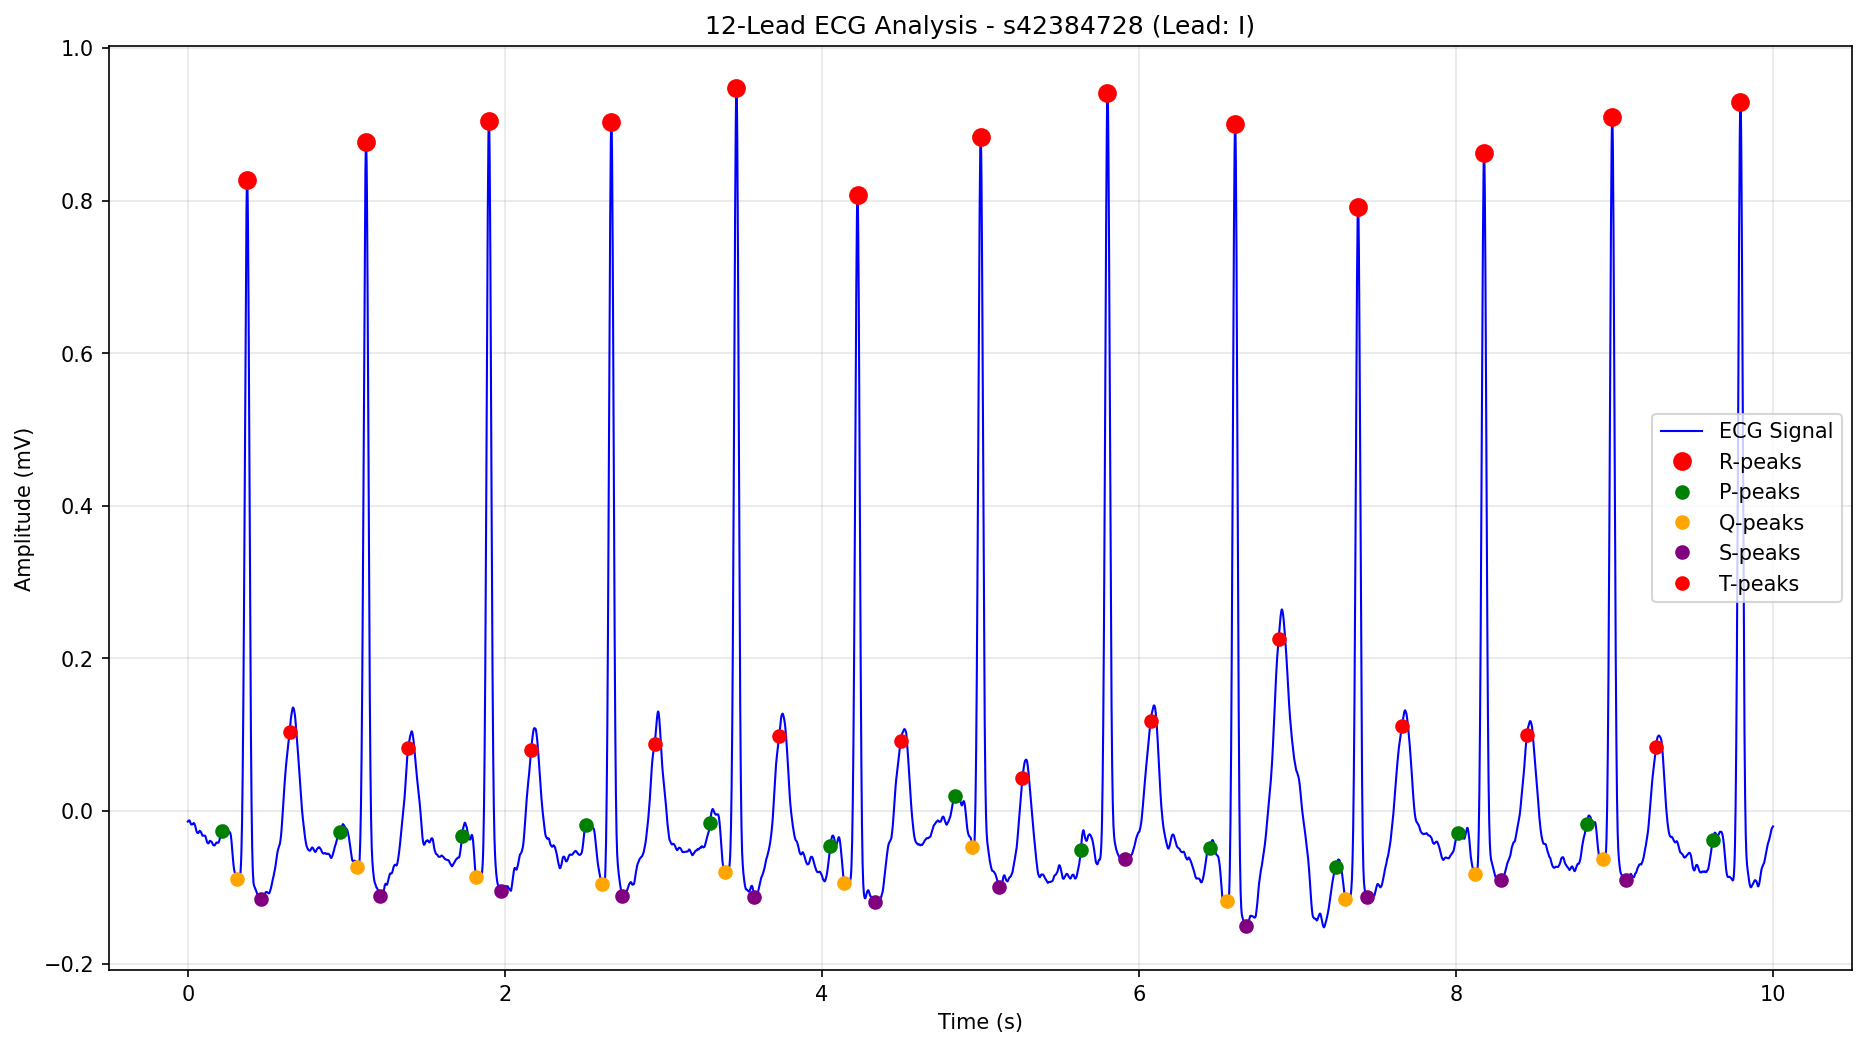 12-Lead ECG Analysis - s42384728 (Lead: I)
1.0
0.8
0.6
0.4
0.2
0.0
−0.2
Amplitude (mV)
0
2
4
6
8
10
Time (s)
ECG Signal
R-peaks
P-peaks
Q-peaks
S-peaks
T-peaks